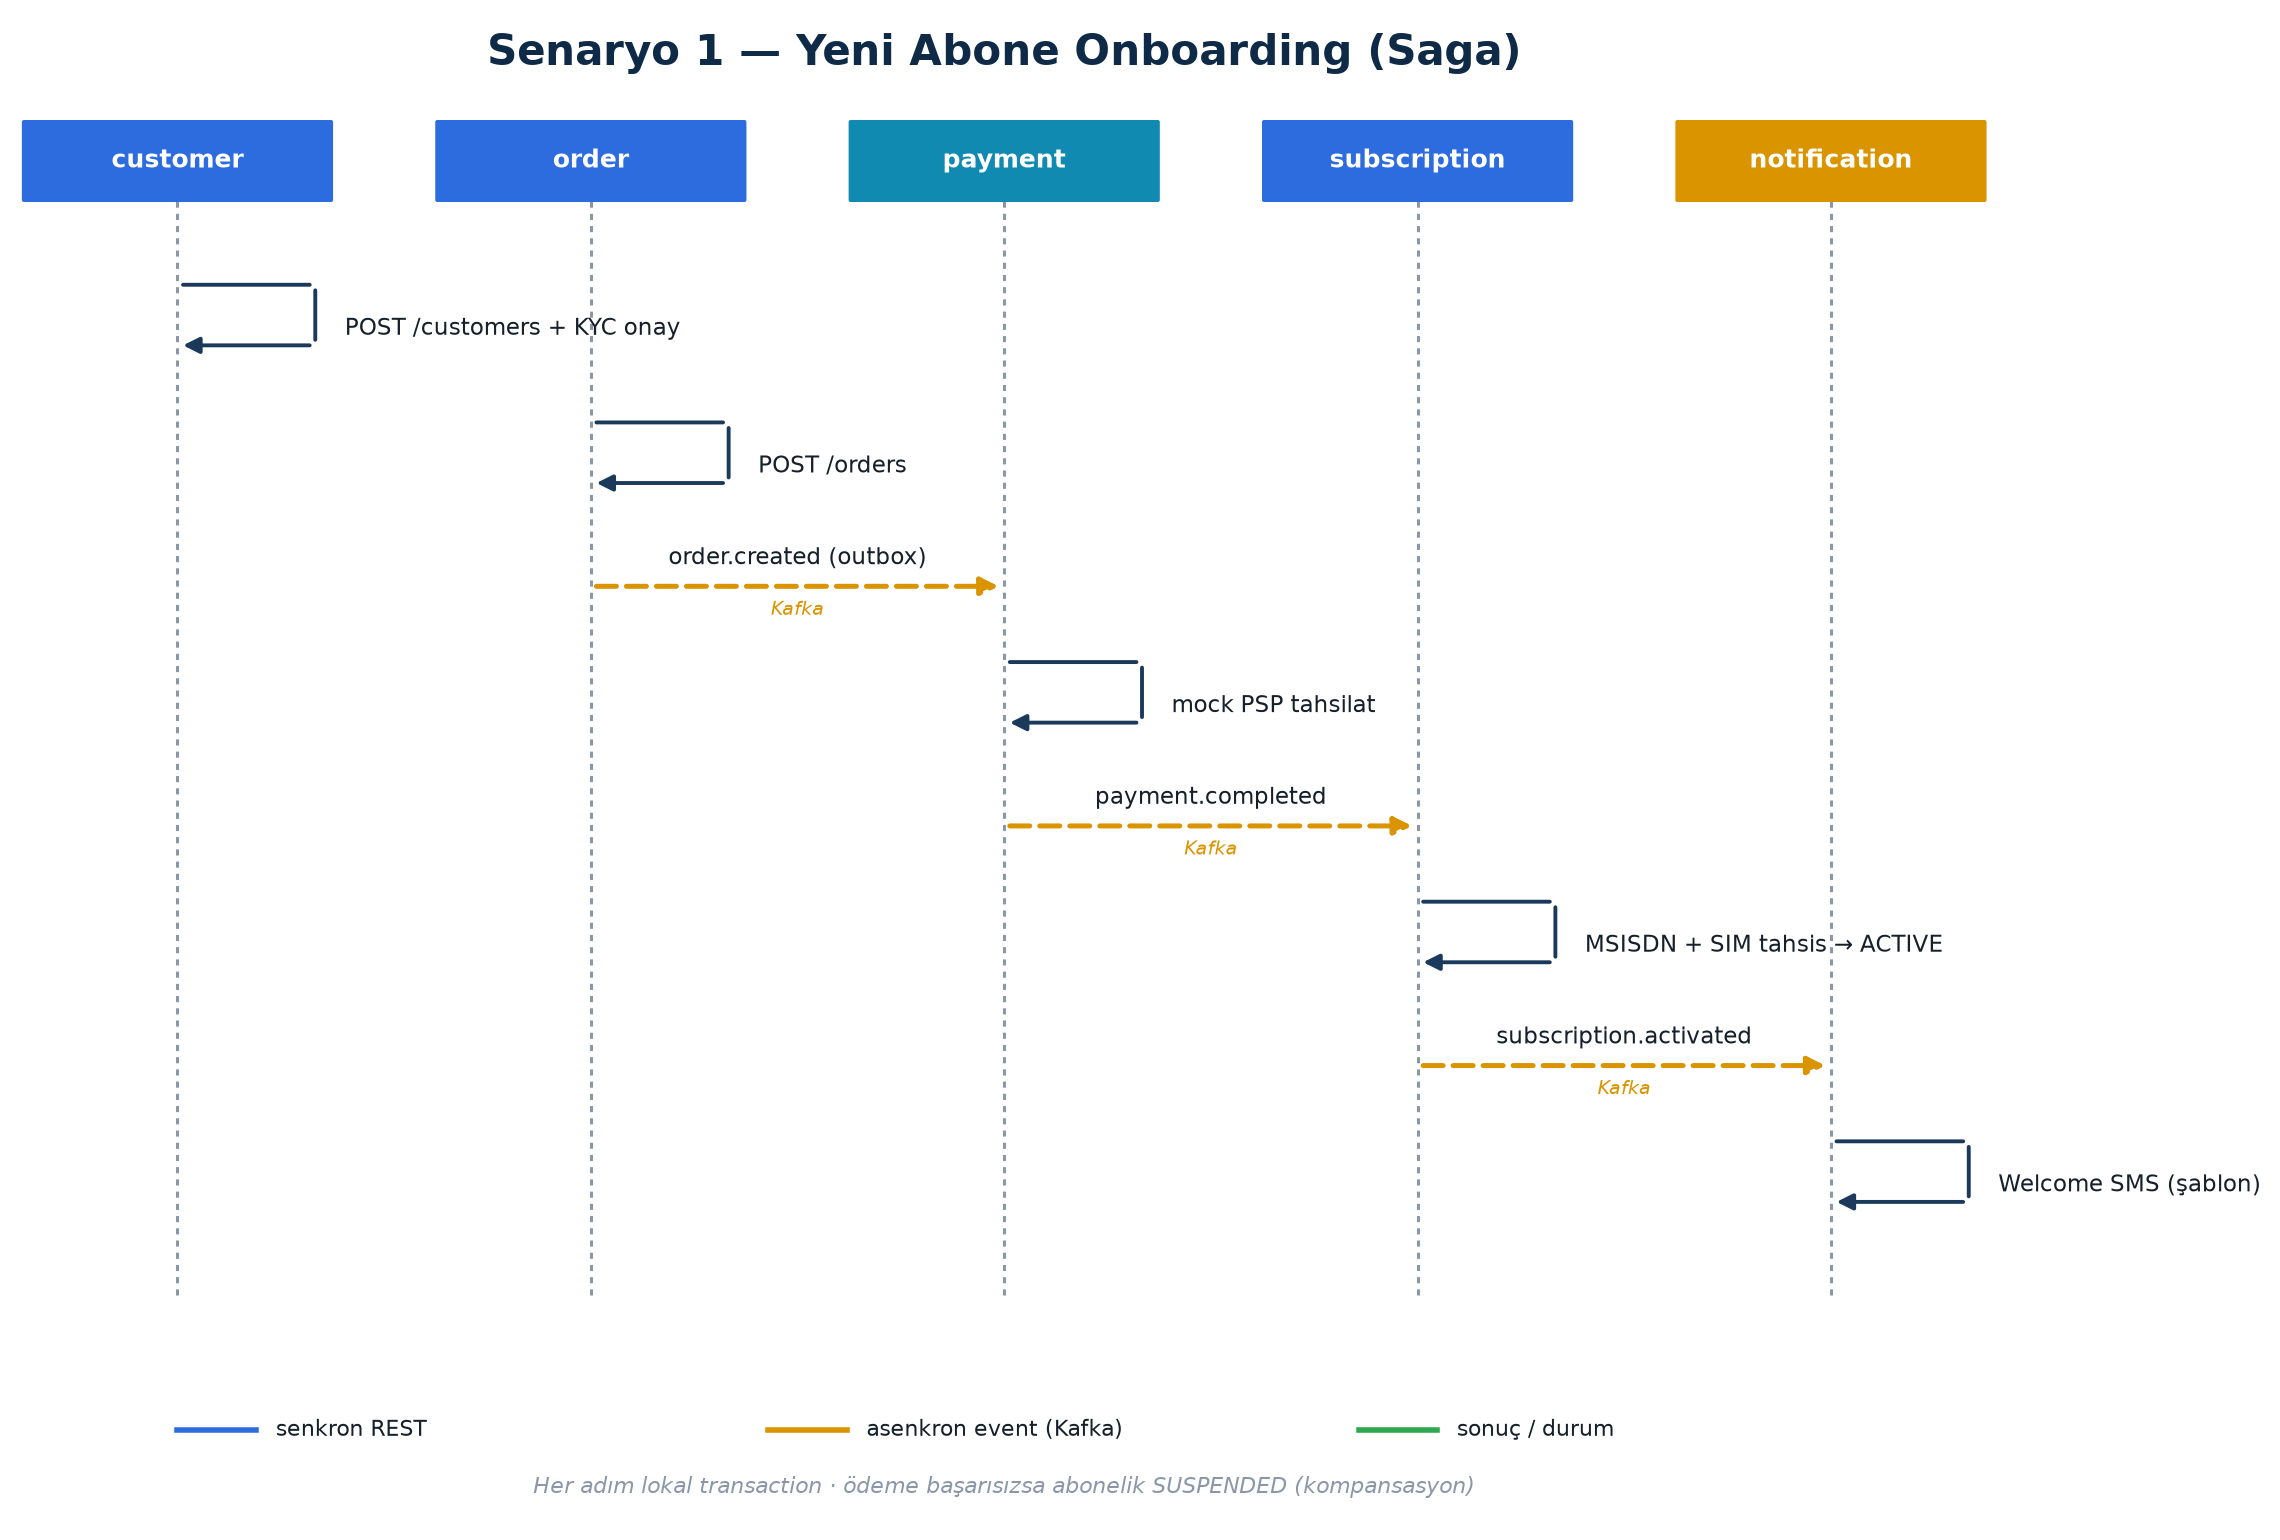 Senaryo 1 — Yeni Abone Onboarding (Saga)
customer
order
payment
subscription
notification
POST /customers + KYC onay
POST /orders
order.created (outbox)
Kafka
mock PSP tahsilat
payment.completed
Kafka
MSISDN + SIM tahsis → ACTIVE
subscription.activated
Kafka
Welcome SMS (şablon)
senkron REST
asenkron event (Kafka)
sonuç / durum
Her adım lokal transaction · ödeme başarısızsa abonelik SUSPENDED (kompansasyon)